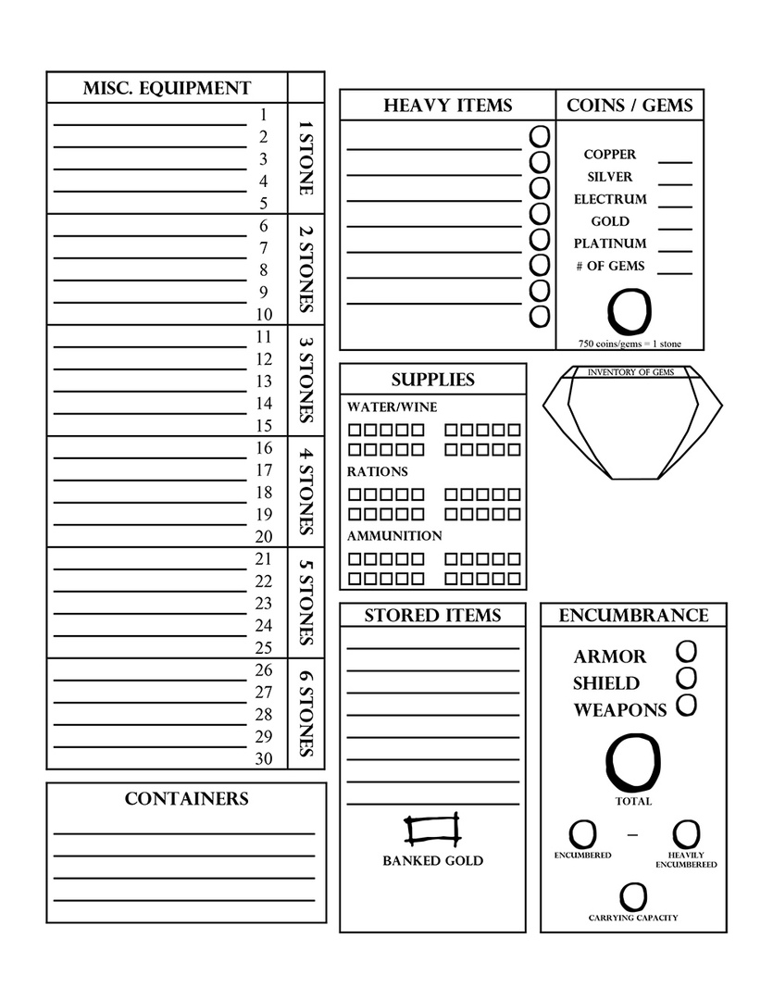 MISC. EQUIPMENT
1
2
3
4
5
1 STONE
6
7
8
9
10
2 STONES
11
12
13
14
15
3 STONES
16
17
18
19
20
4 STONES
21
22
23
24
25
5 STONES
26
27
28
29
30
6 STONES
CONTAINERS
HEAVY ITEMS
COINS / GEMS
COPPER
SILVER
ELECTRUM
GOLD
PLATINUM
# OF GEMS
750 coins/gems = 1 stone
SUPPLIES
WATER/WINE
RATIONS
AMMUNITION
INVENTORY OF GEMS
STORED ITEMS
BANKED GOLD
ENCUMBRANCE
ARMOR
SHIELD
WEAPONS
TOTAL
–
ENCUMBERED
HEAVILY
ENCUMBEREED
CARRYING CAPACITY